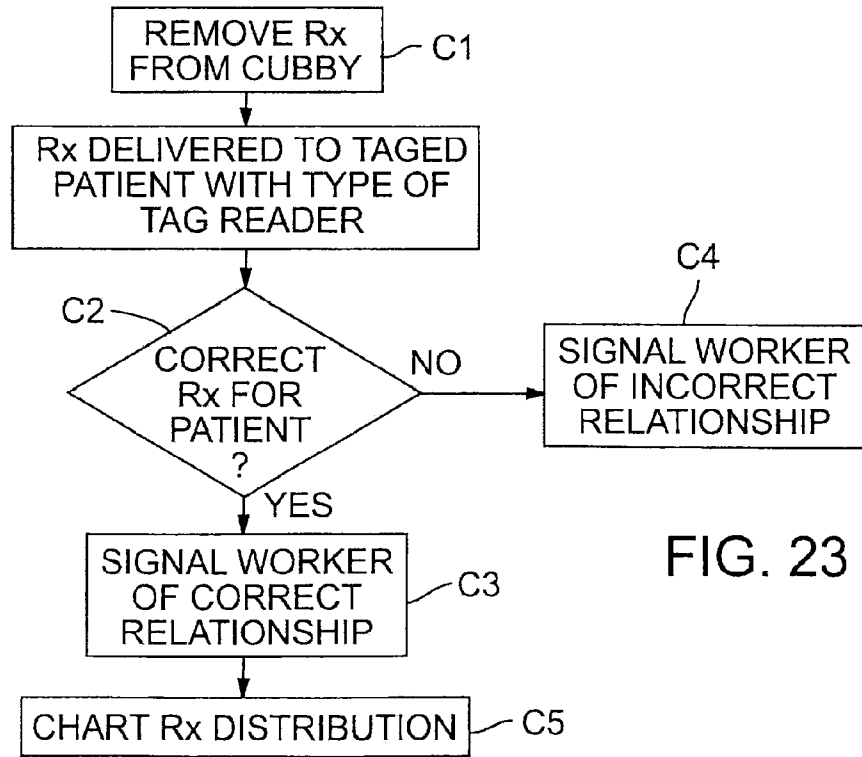 REMOVE Rx
FROM CUBBY
C1
Rx DELIVERED TO TAGED
PATIENT WITH TYPE OF
TAG READER
C2
CORRECT
Rx FOR
PATIENT
?
NO
C4
SIGNAL WORKER
OF INCORRECT
RELATIONSHIP
YES
SIGNAL WORKER
OF CORRECT
RELATIONSHIP
C3
FIG. 23
CHART Rx DISTRIBUTION
C5